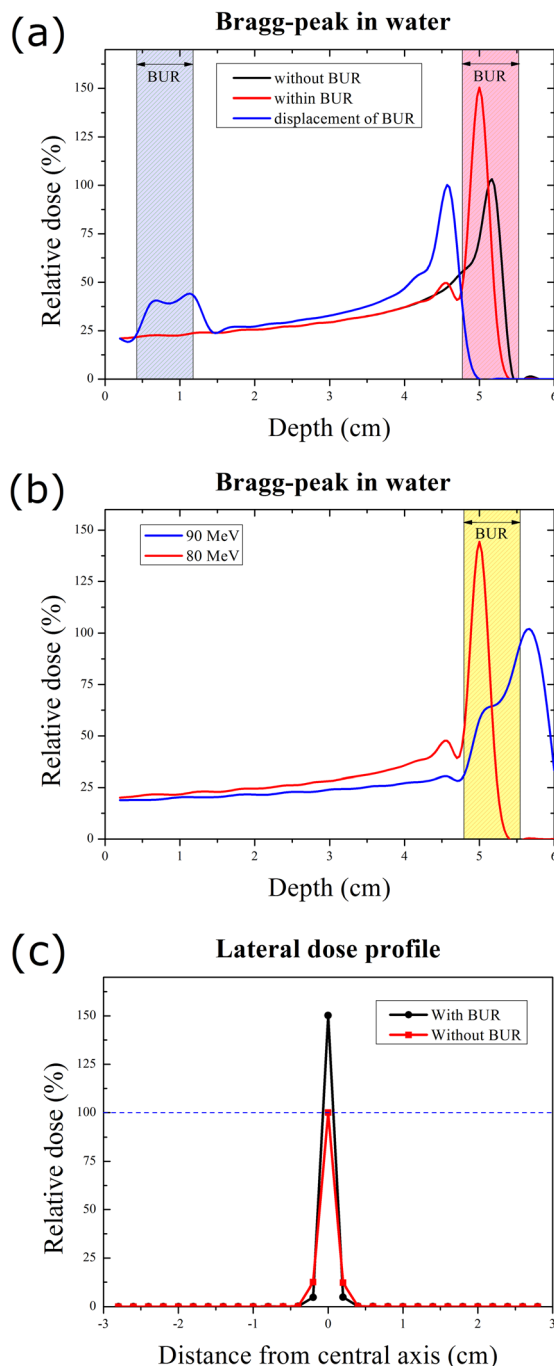 (a)
Bragg-peak in water
BUR
BUR
without BUR
within BUR
displacement of BUR
Relative dose (%)
150
125
100
75
50
25
0
0 1 2 3 4 5 6
Depth (cm)
(b)
Bragg-peak in water
90 MeV
80 MeV
BUR
Relative dose (%)
150
125
100
75
50
25
0
0 1 2 3 4 5 6
Depth (cm)
(c)
Lateral dose profile
With BUR
Without BUR
Relative dose (%)
150
125
100
75
50
25
0
-3 -2 -1 0 1 2 3
Distance from central axis (cm)